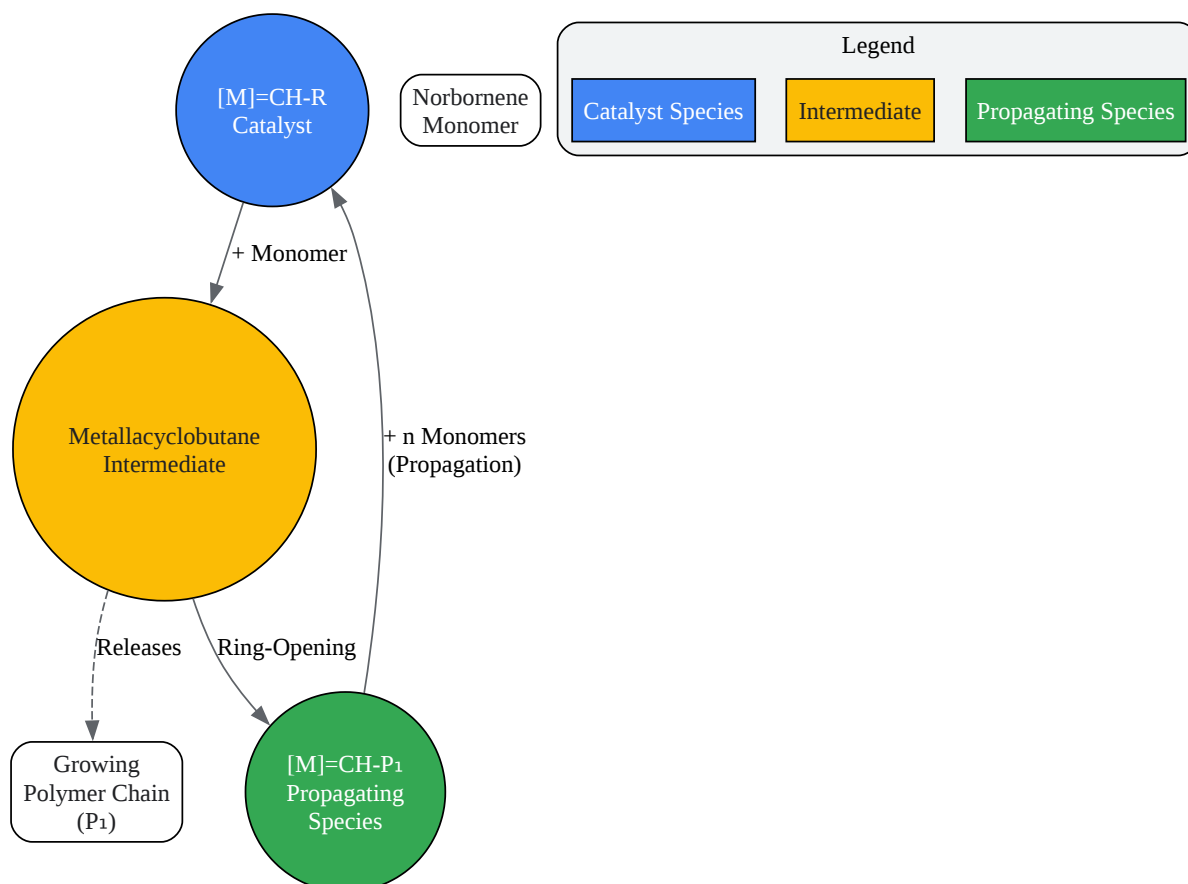 [M]=CH-R
Catalyst
Norbornene
Monomer
Legend
Catalyst Species
Intermediate
Propagating Species
+ Monomer
Metallacyclobutane
Intermediate
+ n Monomers
(Propagation)
Releases
Ring-Opening
Growing
Polymer Chain
(P₁)
[M]=CH-P₁
Propagating
Species